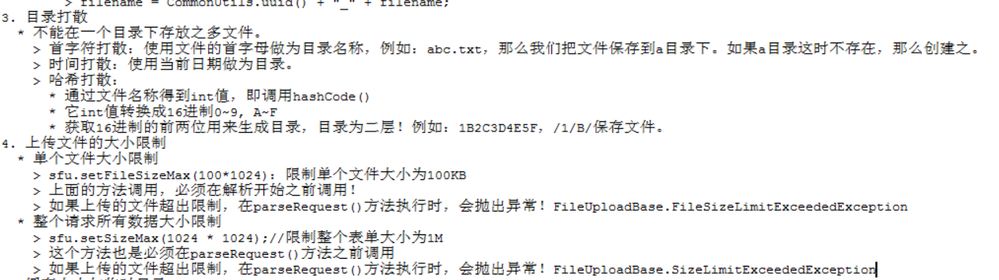 > filename = CommonUtils.uuid() + "_" + filename;
3. 目录打散
* 不能在一个目录下存放之多文件。
> 首字符打散：使用文件的首字母做为目录名称，例如：abc.txt，那么我们把文件保存到a目录下。如果a目录这时不存在，那么创建之。
> 时间打散：使用当前日期做为目录。
> 哈希打散：
* 通过文件名称得到int值，即调用hashCode()
* 它int值转换成16进制0~9, A~F
* 获取16进制的前两位用来生成目录，目录为二层！例如：1B2C3D4E5F，/1/B/保存文件。
4. 上传文件的大小限制
* 单个文件大小限制
> sfu.setFileSizeMax(100*1024)：限制单个文件大小为100KB
> 上面的方法调用，必须在解析开始之前调用！
> 如果上传的文件超出限制，在parseRequest()方法执行时，会抛出异常！FileUploadBase.FileSizeLimitExceededException
* 整个请求所有数据大小限制
> sfu.setSizeMax(1024 * 1024);//限制整个表单大小为1M
> 这个方法也是必须在parseRequest()方法之前调用
> 如果上传的文件超出限制，在parseRequest()方法执行时，会抛出异常！FileUploadBase.SizeLimitExceededException